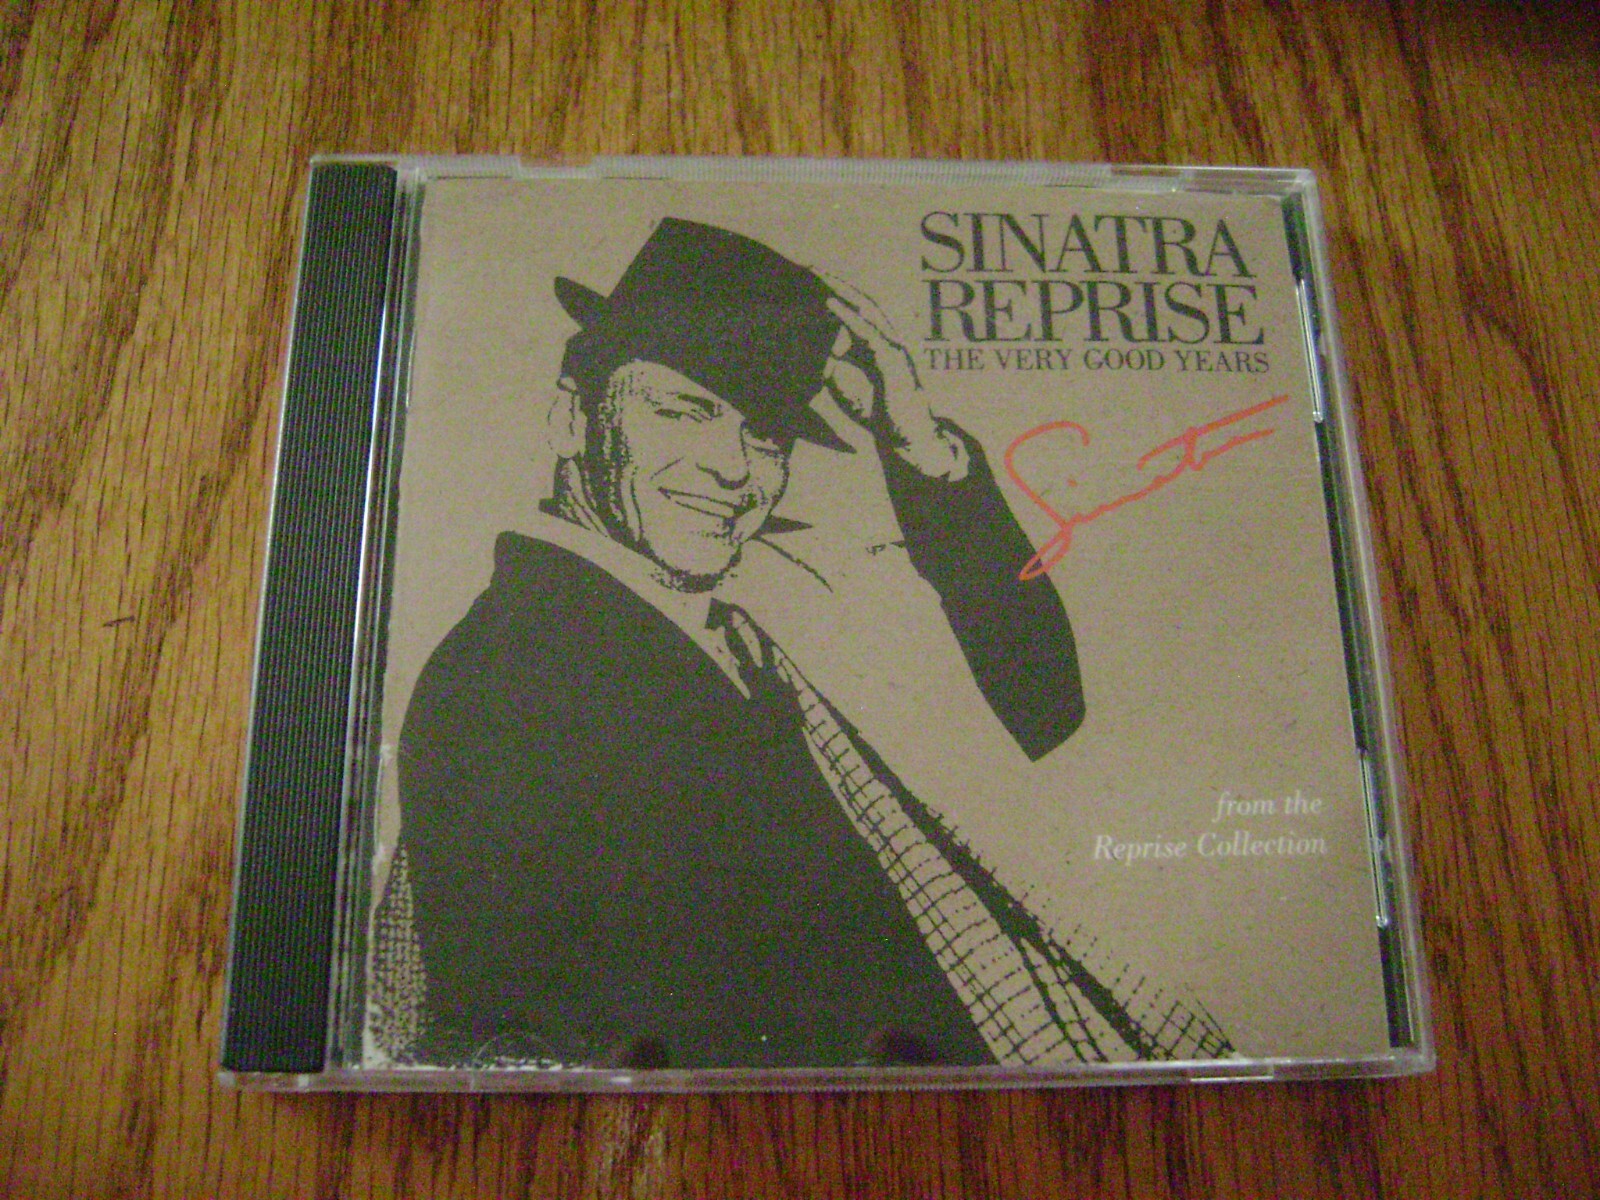 SINATRA
REPRISE
THE VERY GOOD YEARS
Sinatra
from the
Reprise Collection